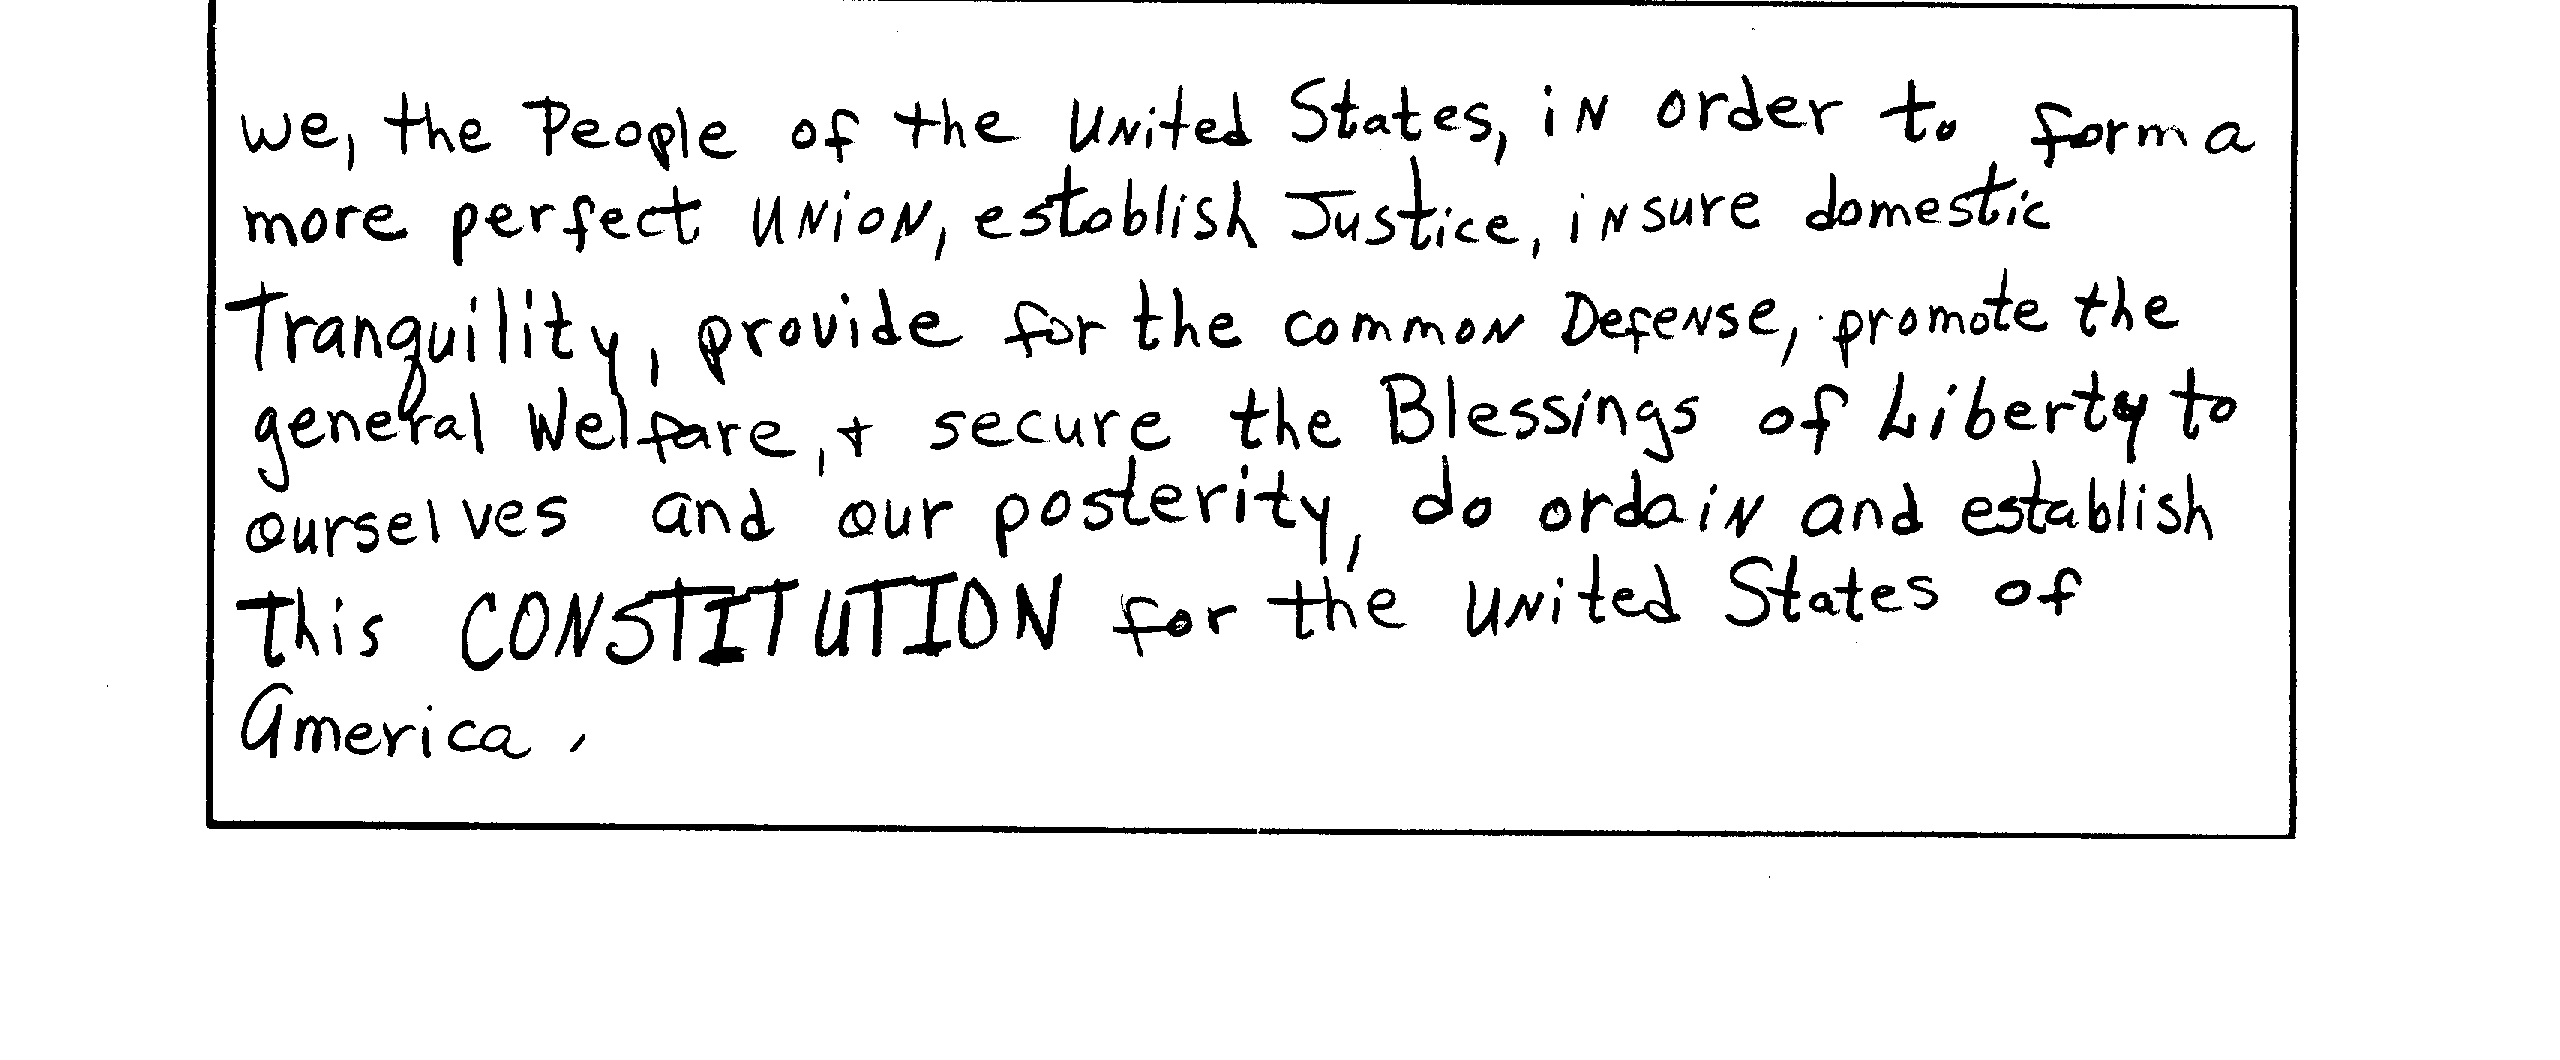 We, the People of the United States, in order to form a
more perfect Union, establish Justice, insure domestic
Tranquility, provide for the common Defense, promote the
general Welfare, + secure the Blessings of Liberty to
ourselves and our posterity, do ordain and establish
this CONSTITUTION for the United States of
America.